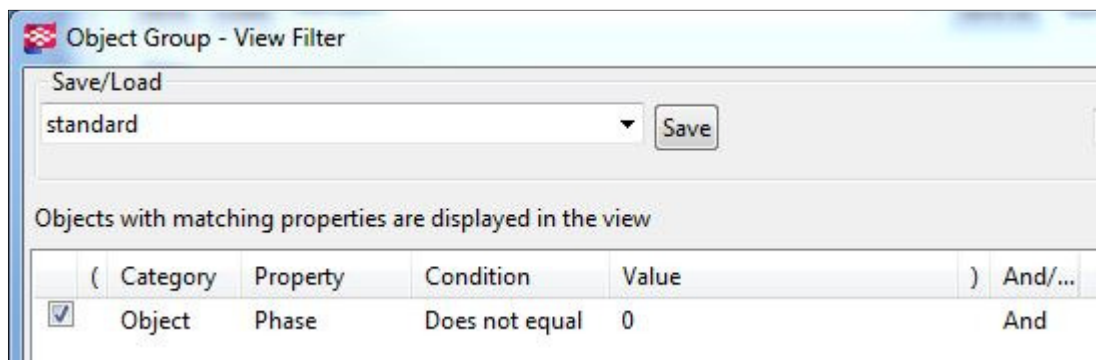 Object Group - View Filter
Save/Load
standard
Save
Objects with matching properties are displayed in the view
( Category Property Condition Value ) And/...
Object Phase Does not equal 0 And